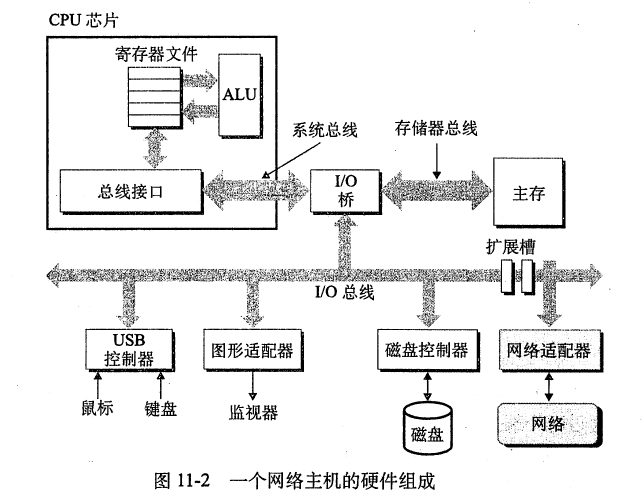 CPU 芯片
寄存器文件
ALU
系统总线
存储器总线
总线接口
I/O
桥
主存
扩展槽
I/O 总线
USB
控制器
图形适配器
磁盘控制器
网络适配器
鼠标
键盘
监视器
磁盘
网络
图 11-2 一个网络主机的硬件组成